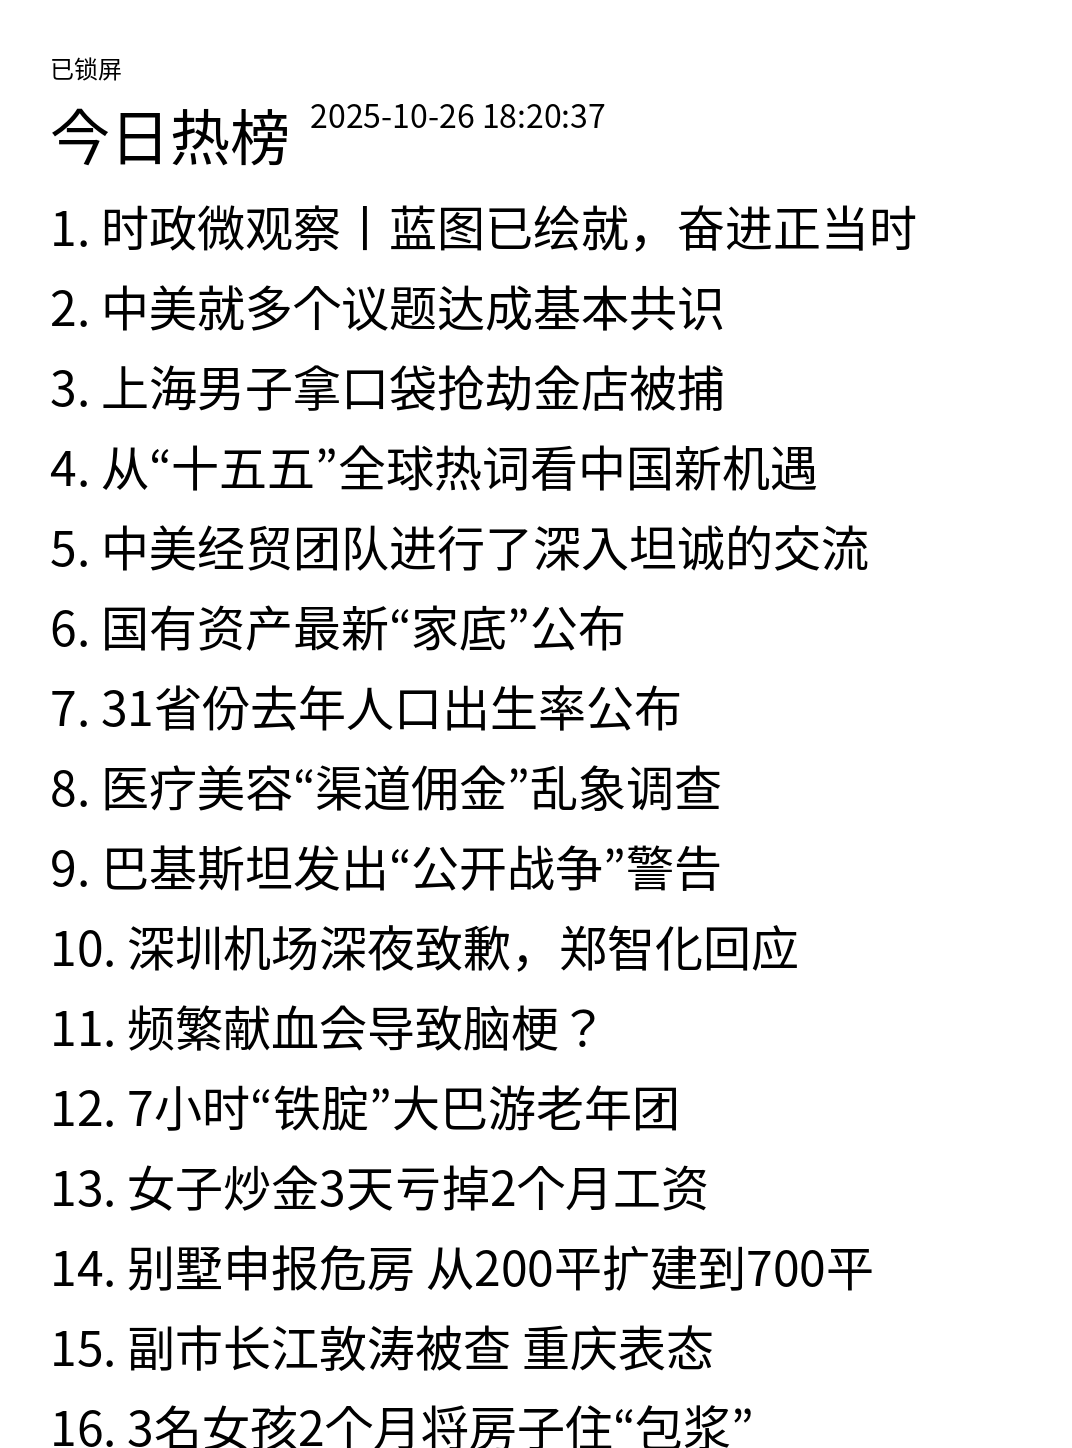 已锁屏
今日热榜 2025-10-26 18:20:37
1. 时政微观察丨蓝图已绘就，奋进正当时
2. 中美就多个议题达成基本共识
3. 上海男子拿口袋抢劫金店被捕
4. 从“十五五”全球热词看中国新机遇
5. 中美经贸团队进行了深入坦诚的交流
6. 国有资产最新“家底”公布
7. 31省份去年人口出生率公布
8. 医疗美容“渠道佣金”乱象调查
9. 巴基斯坦发出“公开战争”警告
10. 深圳机场深夜致歉，郑智化回应
11. 频繁献血会导致脑梗？
12. 7小时“铁腚”大巴游老年团
13. 女子炒金3天亏掉2个月工资
14. 别墅申报危房 从200平扩建到700平
15. 副市长江敦涛被查 重庆表态
16. 3名女孩2个月将房子住“包浆”